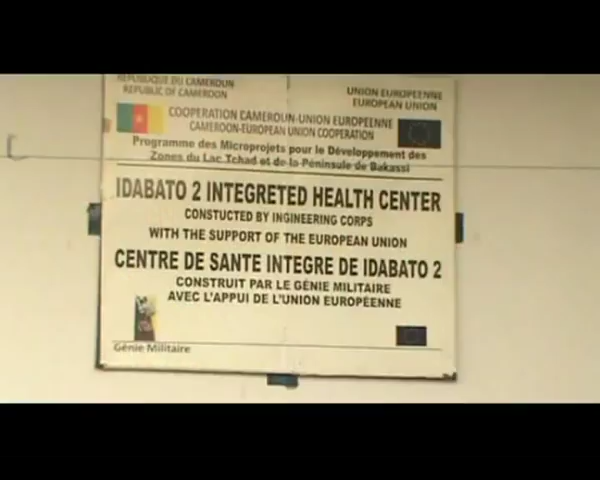 REPUBLIQUE DU CAMEROUN
REPUBLIC OF CAMEROON
UNION EUROPEENNE
EUROPEAN UNION
COOPERATION CAMEROUN-UNION EUROPEENNE
CAMEROON-EUROPEAN UNION COOPERATION
Programme des Microprojets pour le Développement des
Zones du Lac Tchad et de la Péninsule de Bakassi
IDABATO 2 INTEGRETED HEALTH CENTER
CONSTUCTED BY INGINEERING CORPS
WITH THE SUPPORT OF THE EUROPEAN UNION
CENTRE DE SANTE INTEGRE DE IDABATO 2
CONSTRUIT PAR LE GÉNIE MILITAIRE
AVEC L'APPUI DE L'UNION EUROPÉENNE
Génie Militaire